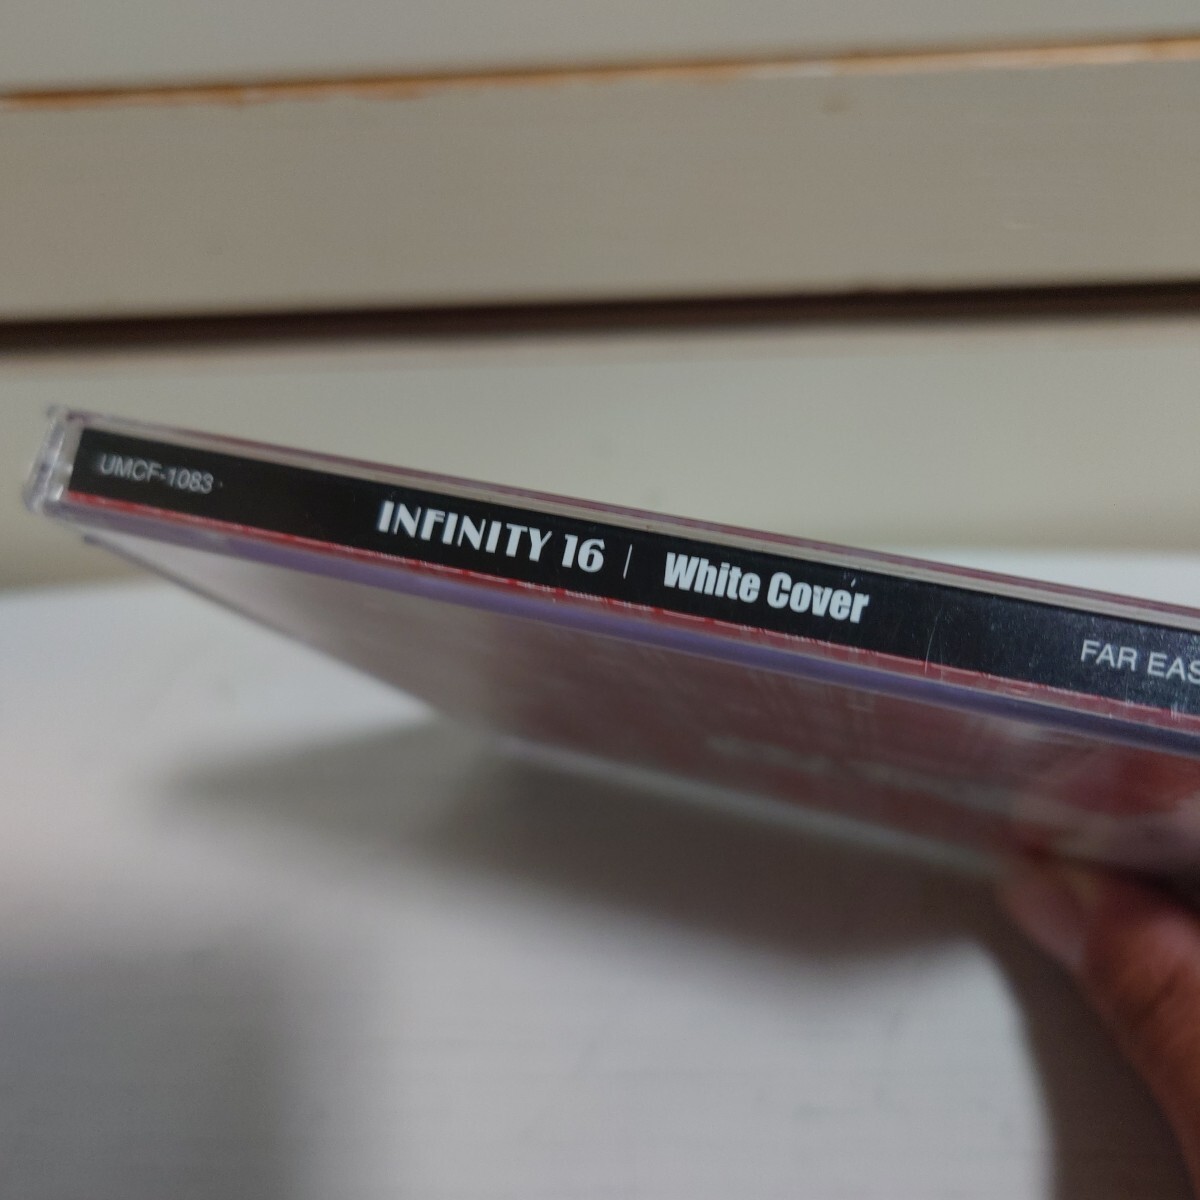 UMCF-1083 INFINITY 16 | White Cover FAR EAS